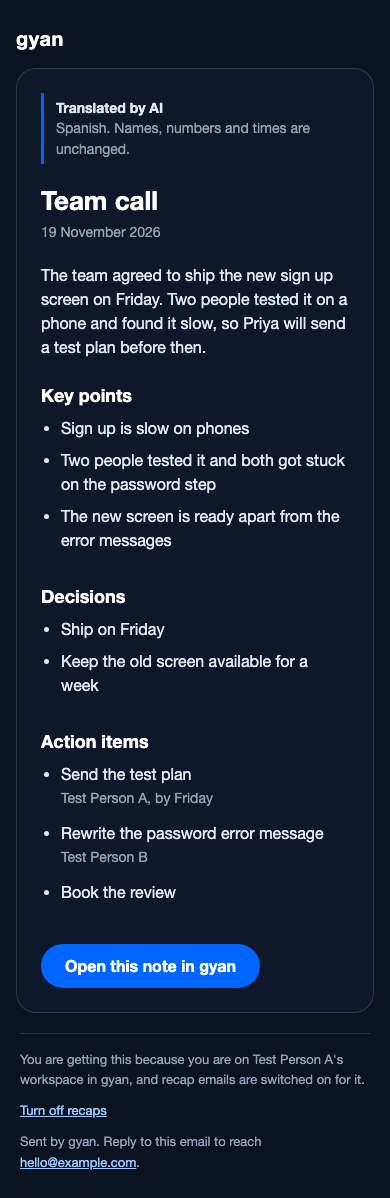 gyan
Translated by AI
Spanish. Names, numbers and times are
unchanged.
Team call
19 November 2026
The team agreed to ship the new sign up
screen on Friday. Two people tested it on a
phone and found it slow, so Priya will send
a test plan before then.
Key points
• Sign up is slow on phones
• Two people tested it and both got stuck
on the password step
• The new screen is ready apart from the
error messages
Decisions
• Ship on Friday
• Keep the old screen available for a
week
Action items
• Send the test plan
Test Person A, by Friday
• Rewrite the password error message
Test Person B
• Book the review
Open this note in gyan
You are getting this because you are on Test Person A's
workspace in gyan, and recap emails are switched on for it.
Turn off recaps
Sent by gyan. Reply to this email to reach
hello@example.com.